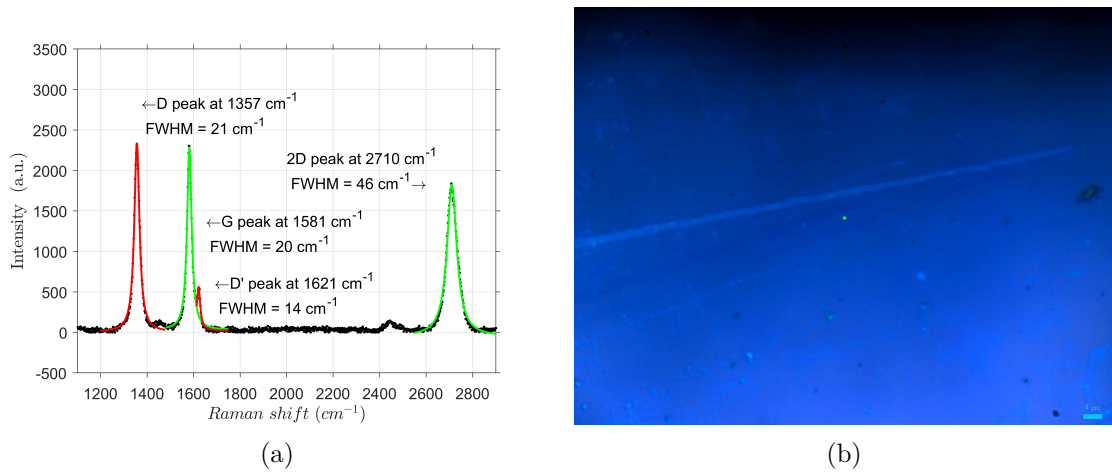 3500
3000
2500
2000
1500
1000
500
0
-500
Intensity (a.u.)
←D peak at 1357 cm⁻¹
FWHM = 21 cm⁻¹
2D peak at 2710 cm⁻¹
FWHM = 46 cm⁻¹→
←G peak at 1581 cm⁻¹
FWHM = 20 cm⁻¹
←D' peak at 1621 cm⁻¹
FWHM = 14 cm⁻¹
1200 1400 1600 1800 2000 2200 2400 2600 2800
Raman shift (cm⁻¹)
(a)
4 µm
(b)